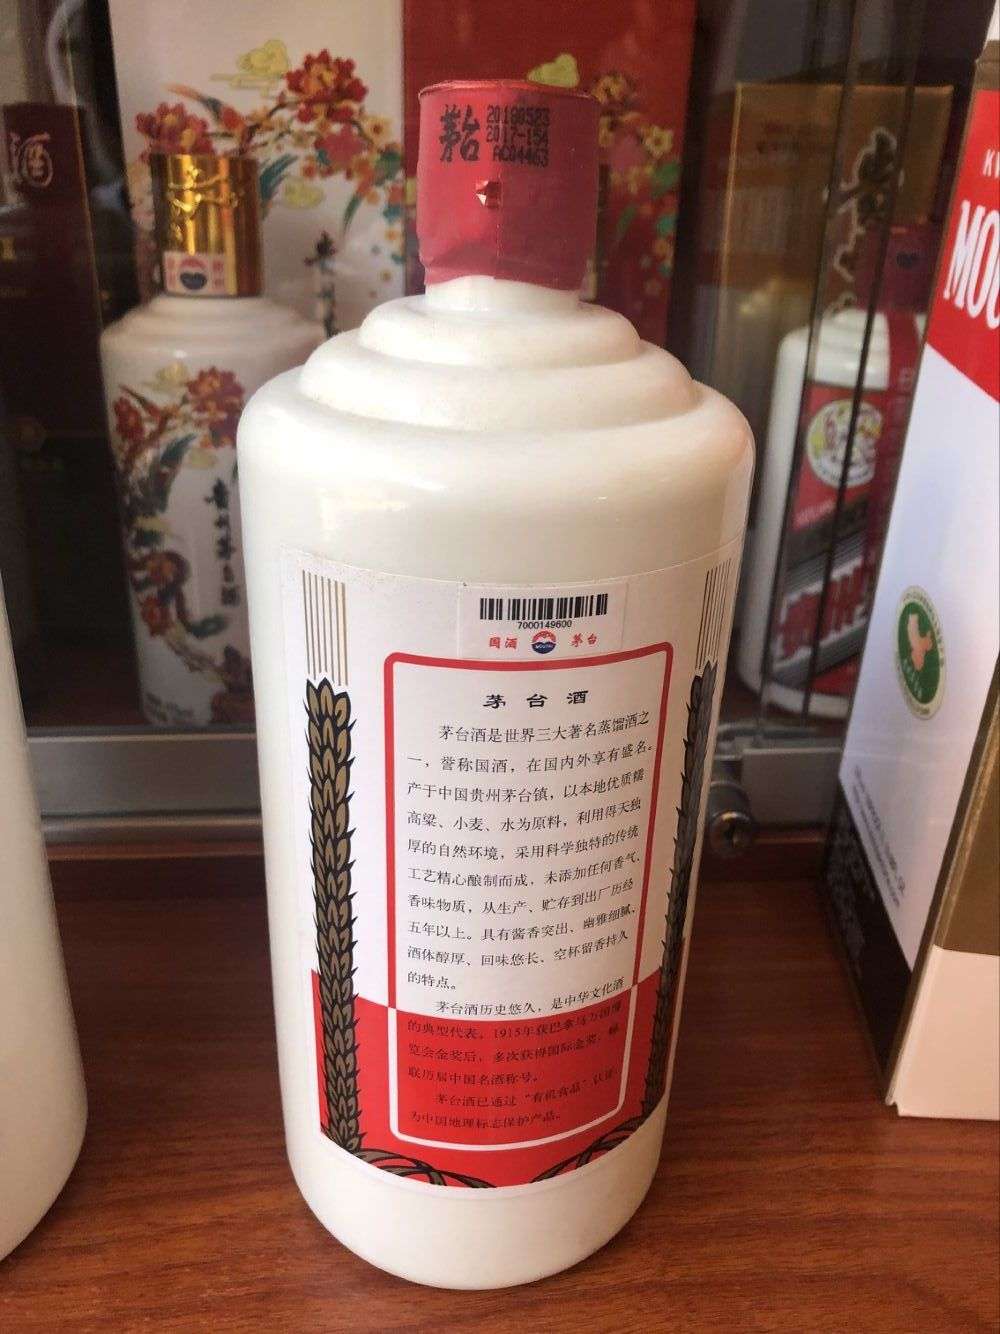 酒
茅台
20180523
2017-154
AC04463
KW
MOU
7000149600
国酒
MOUTAI
茅台
茅台酒
茅台酒是世界三大著名蒸馏酒之
一，誉称国酒，在国内外享有盛名。
产于中国贵州茅台镇，以本地优质糯
高粱、小麦、水为原料，利用得天独
厚的自然环境，采用科学独特的传统
工艺精心酿制而成，未添加任何香气、
香味物质，从生产、贮存到出厂历经
五年以上。具有酱香突出、幽雅细腻、
酒体醇厚、回味悠长、空杯留香持久
的特点。
茅台酒历史悠久，是中华文化酒
的典型代表，1915年获巴拿马万国博
览会金奖后，多次获得国际金奖，蝉
联历届中国名酒称号。
茅台酒已通过“有机食品”认证
为中国地理标志保护产品。